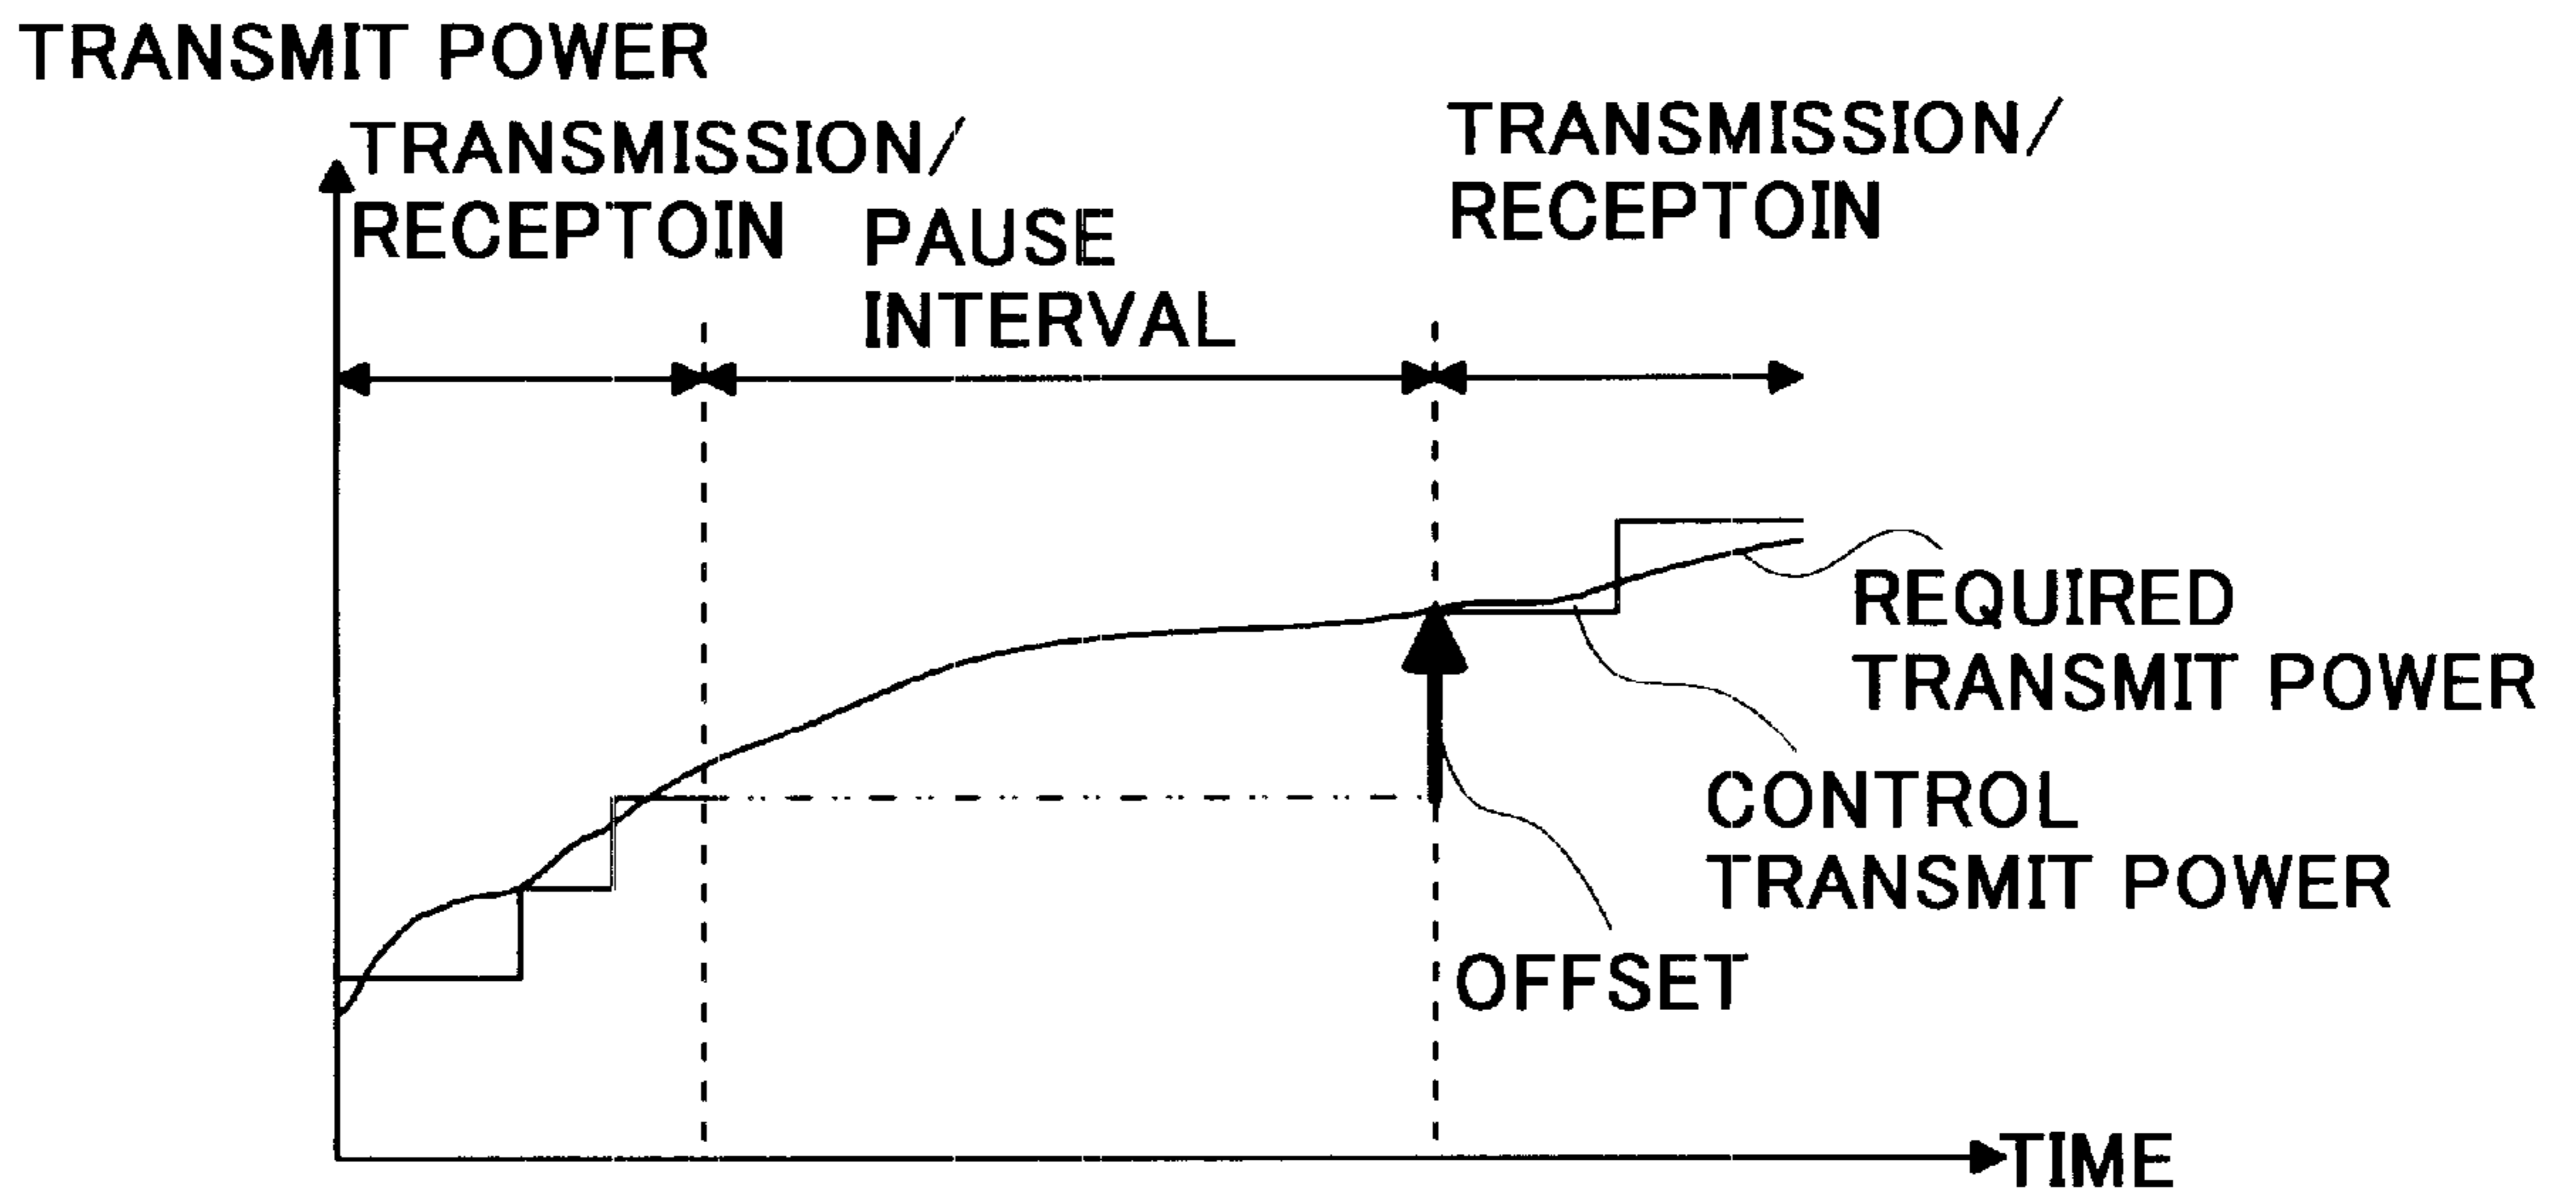 TRANSMIT POWER
TRANSMISSION/
RECEPTOIN
PAUSE
INTERVAL
TRANSMISSION/
RECEPTOIN
REQUIRED
TRANSMIT POWER
CONTROL
TRANSMIT POWER
OFFSET
TIME